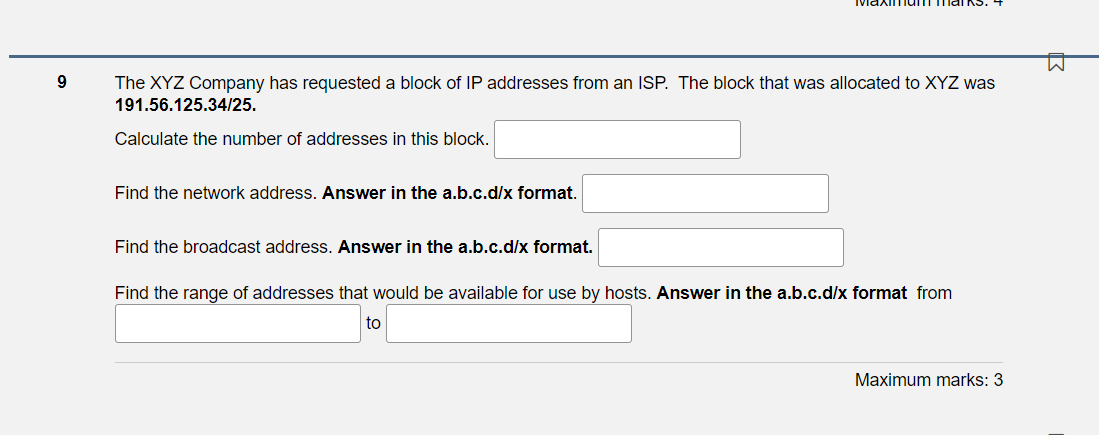 Maximum marks: 4
9
The XYZ Company has requested a block of IP addresses from an ISP.  The block that was allocated to XYZ was
191.56.125.34/25.
Calculate the number of addresses in this block.
Find the network address. Answer in the a.b.c.d/x format.
Find the broadcast address. Answer in the a.b.c.d/x format.
Find the range of addresses that would be available for use by hosts. Answer in the a.b.c.d/x format  from
to
Maximum marks: 3